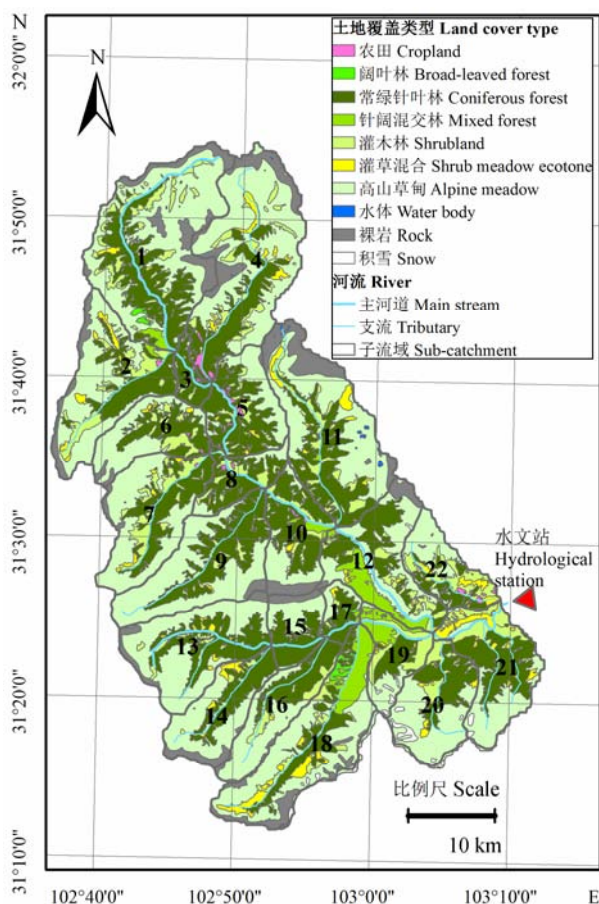 N
32°0'0"
31°50'0"
31°40'0"
31°30'0"
31°20'0"
31°10'0"
N
土地覆盖类型 Land cover type
农田 Cropland
阔叶林 Broad-leaved forest
常绿针叶林 Coniferous forest
针阔混交林 Mixed forest
灌木林 Shrubland
灌草混合 Shrub meadow ecotone
高山草甸 Alpine meadow
水体 Water body
裸岩 Rock
积雪 Snow
河流 River
主河道 Main stream
支流 Tributary
子流域 Sub-catchment
1
4
2
3
5
6
11
8
7
10
9
12
22
水文站
Hydrological
station
17
15
13
19
21
16
14
20
18
比例尺 Scale
10 km
102°40'0"
102°50'0"
103°0'0"
103°10'0"
E